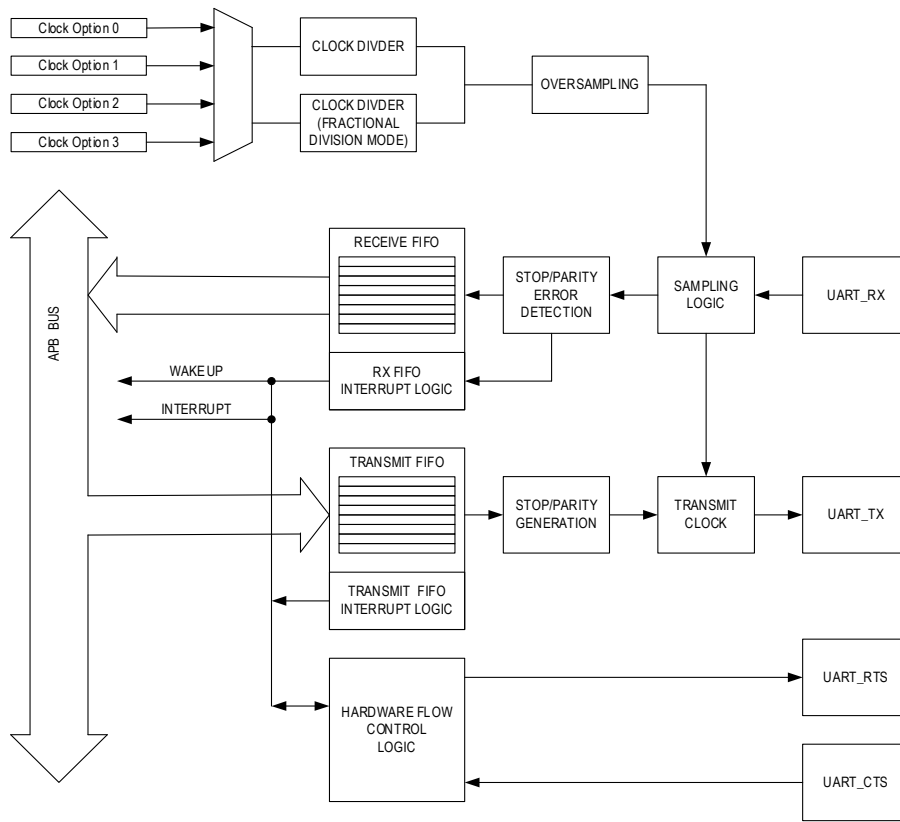 Clock Option 0
Clock Option 1
Clock Option 2
Clock Option 3
CLOCK DIVDER
CLOCK DIVDER
(FRACTIONAL
DIVISION MODE)
OVERSAMPLING
APB BUS
RECEIVE FIFO
STOP/PARITY
ERROR
DETECTION
SAMPLING
LOGIC
UART_RX
WAKEUP
RX FIFO
INTERRUPT LOGIC
INTERRUPT
TRANSMIT FIFO
STOP/PARITY
GENERATION
TRANSMIT
CLOCK
UART_TX
TRANSMIT FIFO
INTERRUPT LOGIC
HARDWARE FLOW
CONTROL
LOGIC
UART_RTS
UART_CTS